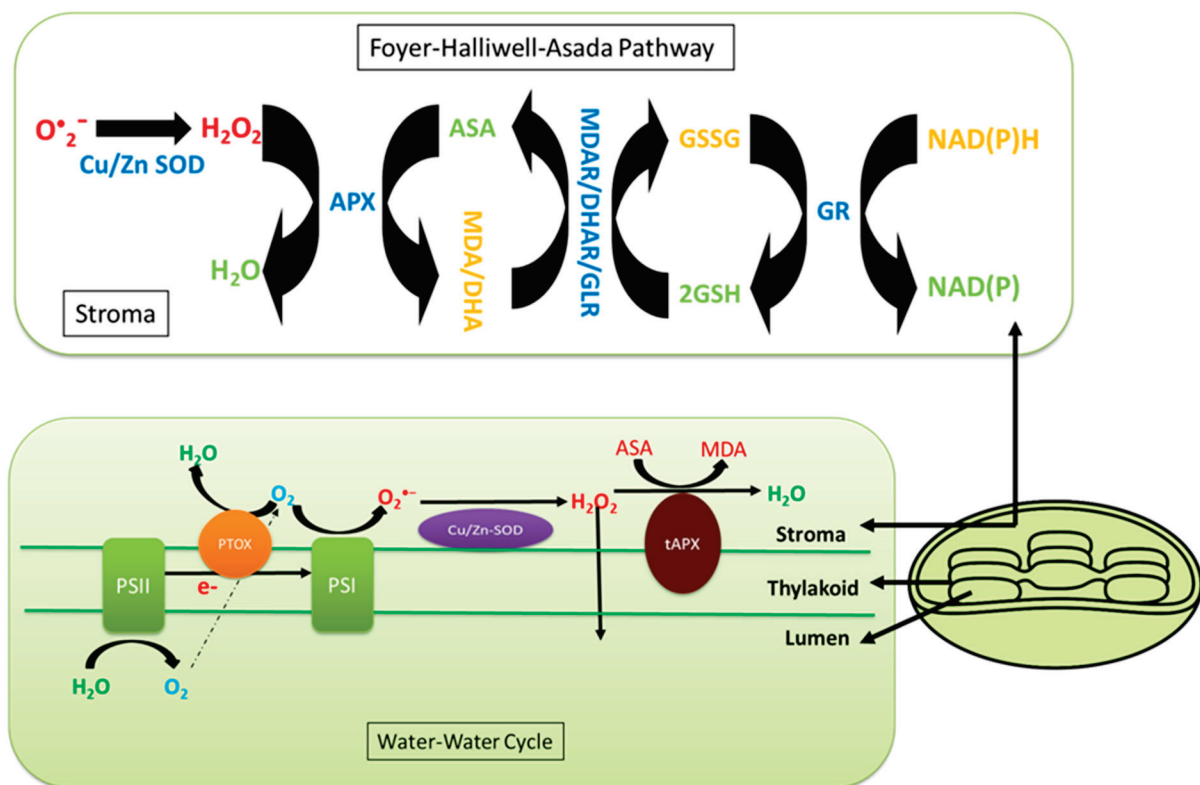 Foyer-Halliwell-Asada Pathway
O•₂⁻
H₂O₂
ASA
GSSG
NAD(P)H
Cu/Zn SOD
APX
MDAR/DHAR/GLR
GR
H₂O
MDA/DHA
2GSH
NAD(P)
Stroma
H₂O
O₂
O₂•⁻
H₂O₂
ASA
MDA
H₂O
PTOX
Cu/Zn-SOD
tAPX
Stroma
PSII
e-
PSI
Thylakoid
Lumen
H₂O
O₂
Water-Water Cycle